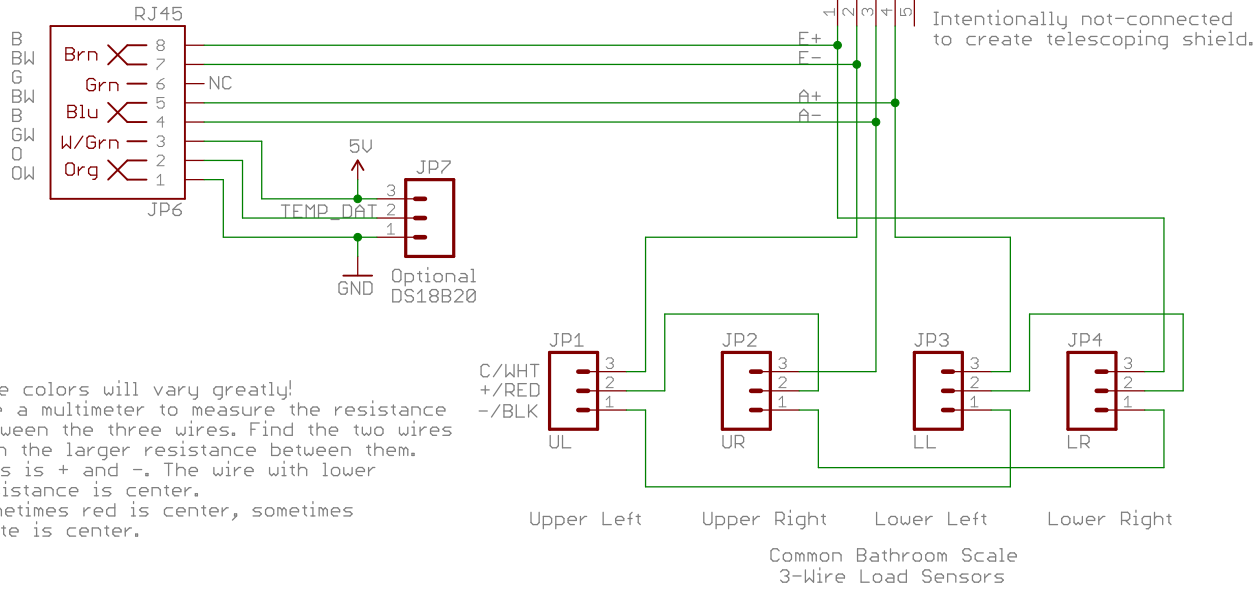 RJ45
B
BW
G
BW
B
GW
O
OW
Brn
Grn
Blu
W/Grn
Org
8
7
6
5
4
3
2
1
NC
JP6
E+
E-
A+
A-
1
2
3
4
5
Intentionally not-connected
to create telescoping shield.
5V
JP7
TEMP_DAT
3
2
1
GND
Optional
DS18B20
JP1
JP2
JP3
JP4
C/WHT
+/RED
-/BLK
3
2
1
3
2
1
3
2
1
3
2
1
UL
UR
LL
LR
Upper Left
Upper Right
Lower Left
Lower Right
Common Bathroom Scale
3-Wire Load Sensors
colors will vary greatly!
a multimeter to measure the resistance
the three wires. Find the two wires
the larger resistance between them.
is + and -. The wire with lower
is center.
red is center, sometimes
is center.